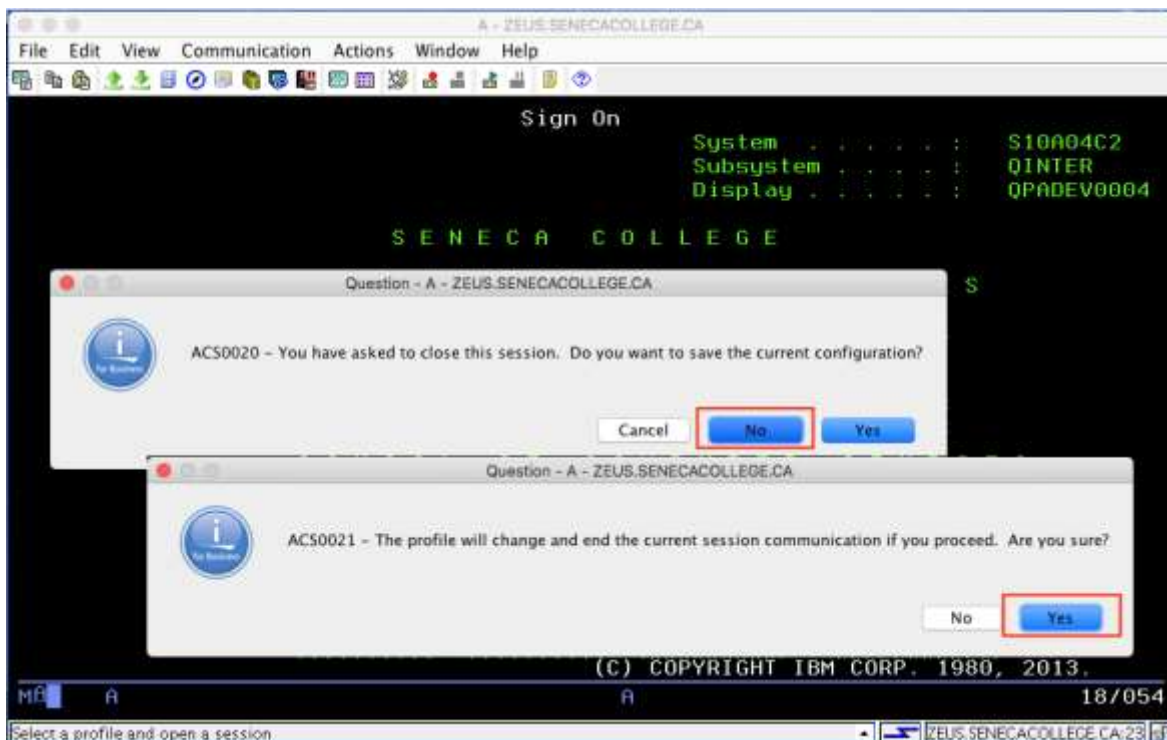 A - ZEUS.SENECACOLLEGE.CA
File Edit View Communication Actions Window Help
Sign On
System . . . . . : S10A04C2
Subsystem . . . . : QINTER
Display . . . . . : QPADEV0004
S E N E C A C O L L E G E
S
Question - A - ZEUS.SENECACOLLEGE.CA
ACS0020 - You have asked to close this session. Do you want to save the current configuration?
Cancel No Yes
Question - A - ZEUS.SENECACOLLEGE.CA
ACS0021 - The profile will change and end the current session communication if you proceed. Are you sure?
No Yes
(C) COPYRIGHT IBM CORP. 1980, 2013.
A A 18/054
Select a profile and open a session ZEUS.SENECACOLLEGE.CA:23